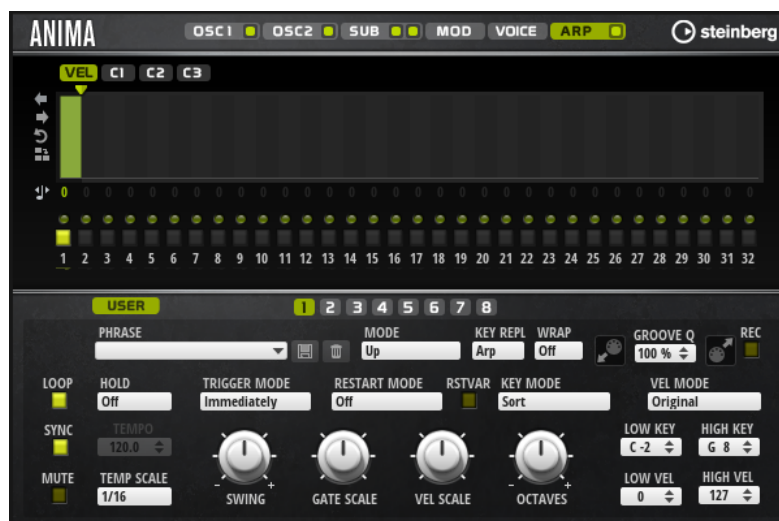 ANIMA OSC1 OSC2 SUB MOD VOICE ARP steinberg
VEL C1 C2 C3
0 0 0 0 0 0 0 0 0 0 0 0 0 0 0 0 0 0 0 0 0 0 0 0 0 0 0 0 0 0 0 0
1 2 3 4 5 6 7 8 9 10 11 12 13 14 15 16 17 18 19 20 21 22 23 24 25 26 27 28 29 30 31 32
USER 1 2 3 4 5 6 7 8
PHRASE MODE KEY REPL WRAP GROOVE Q REC
Up Arp Off 100 %
LOOP HOLD TRIGGER MODE RESTART MODE RSTVAR KEY MODE VEL MODE
Off Immediately Off Sort Original
SYNC TEMPO LOW KEY HIGH KEY
120.0 C -2 G 8
MUTE TEMP SCALE LOW VEL HIGH VEL
1/16 - + - + 0 127
SWING GATE SCALE VEL SCALE OCTAVES